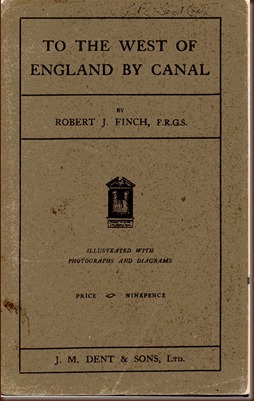 TO THE WEST OF
ENGLAND BY CANAL
BY
ROBERT J. FINCH, F.R.G.S.
ILLUSTRATED WITH
PHOTOGRAPHS AND DIAGRAMS
PRICE NINEPENCE
J. M. DENT & SONS, LTD.